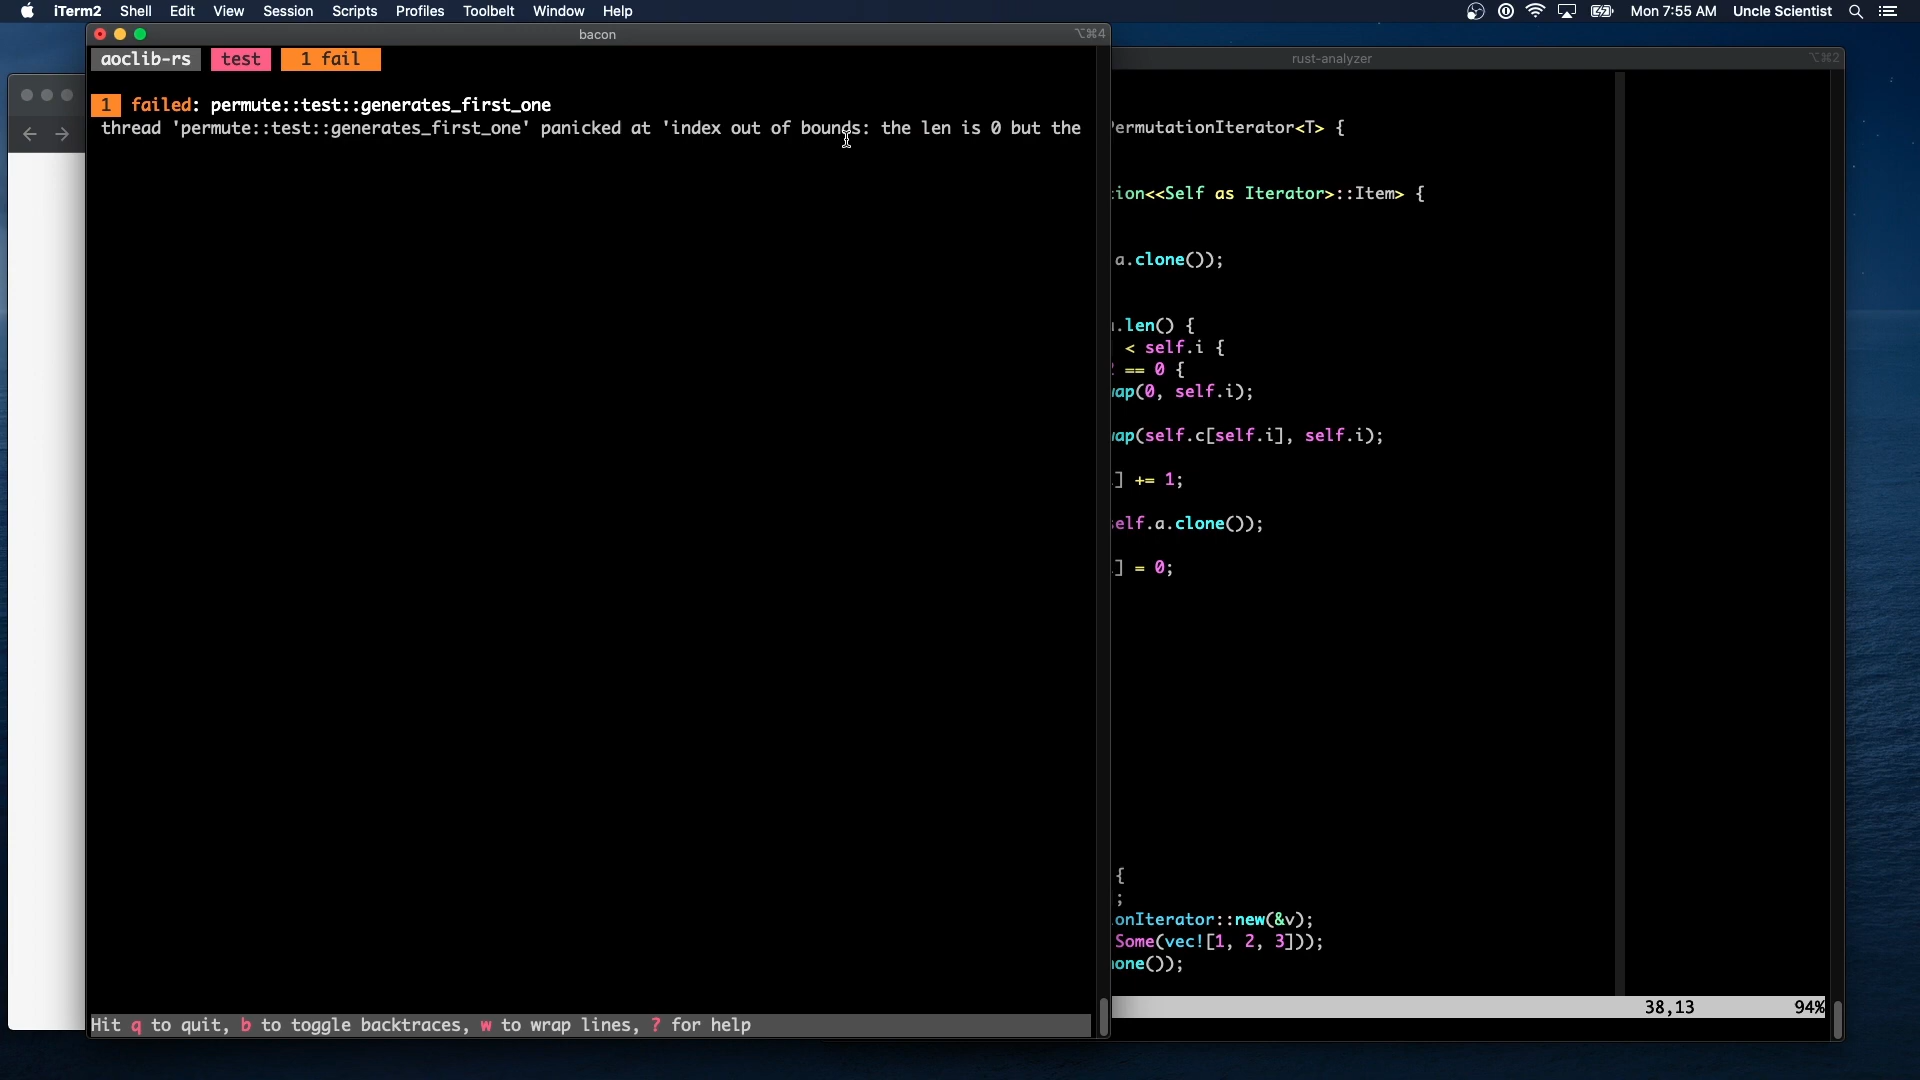 iTerm2 Shell Edit View Session Scripts Profiles Toolbelt Window Help Mon 7:55 AM Uncle Scientist
bacon ⌥⌘4
aoclib-rs test 1 fail
1 failed: permute::test::generates_first_one
thread 'permute::test::generates_first_one' panicked at 'index out of bounds: the len is 0 but the
Hit q to quit, b to toggle backtraces, w to wrap lines, ? for help
rust-analyzer ⌥⌘2
ermutationIterator<T> {
ion<<Self as Iterator>::Item> {
a.clone());
.len() {
< self.i {
== 0 {
ap(0, self.i);
ap(self.c[self.i], self.i);
] += 1;
elf.a.clone());
] = 0;
{
;
onIterator::new(&v);
Some(vec![1, 2, 3]));
one());
38,13 94%